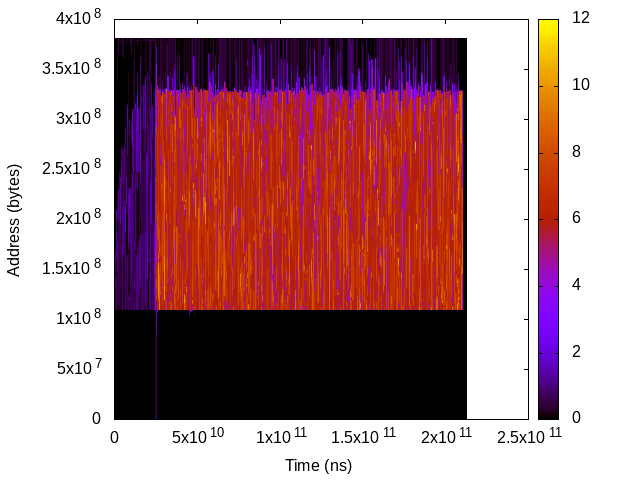 4x10^8
3.5x10^8
3x10^8
2.5x10^8
2x10^8
1.5x10^8
1x10^8
5x10^7
0
Address (bytes)
0 5x10^10 1x10^11 1.5x10^11 2x10^11 2.5x10^11
Time (ns)
12
10
8
6
4
2
0